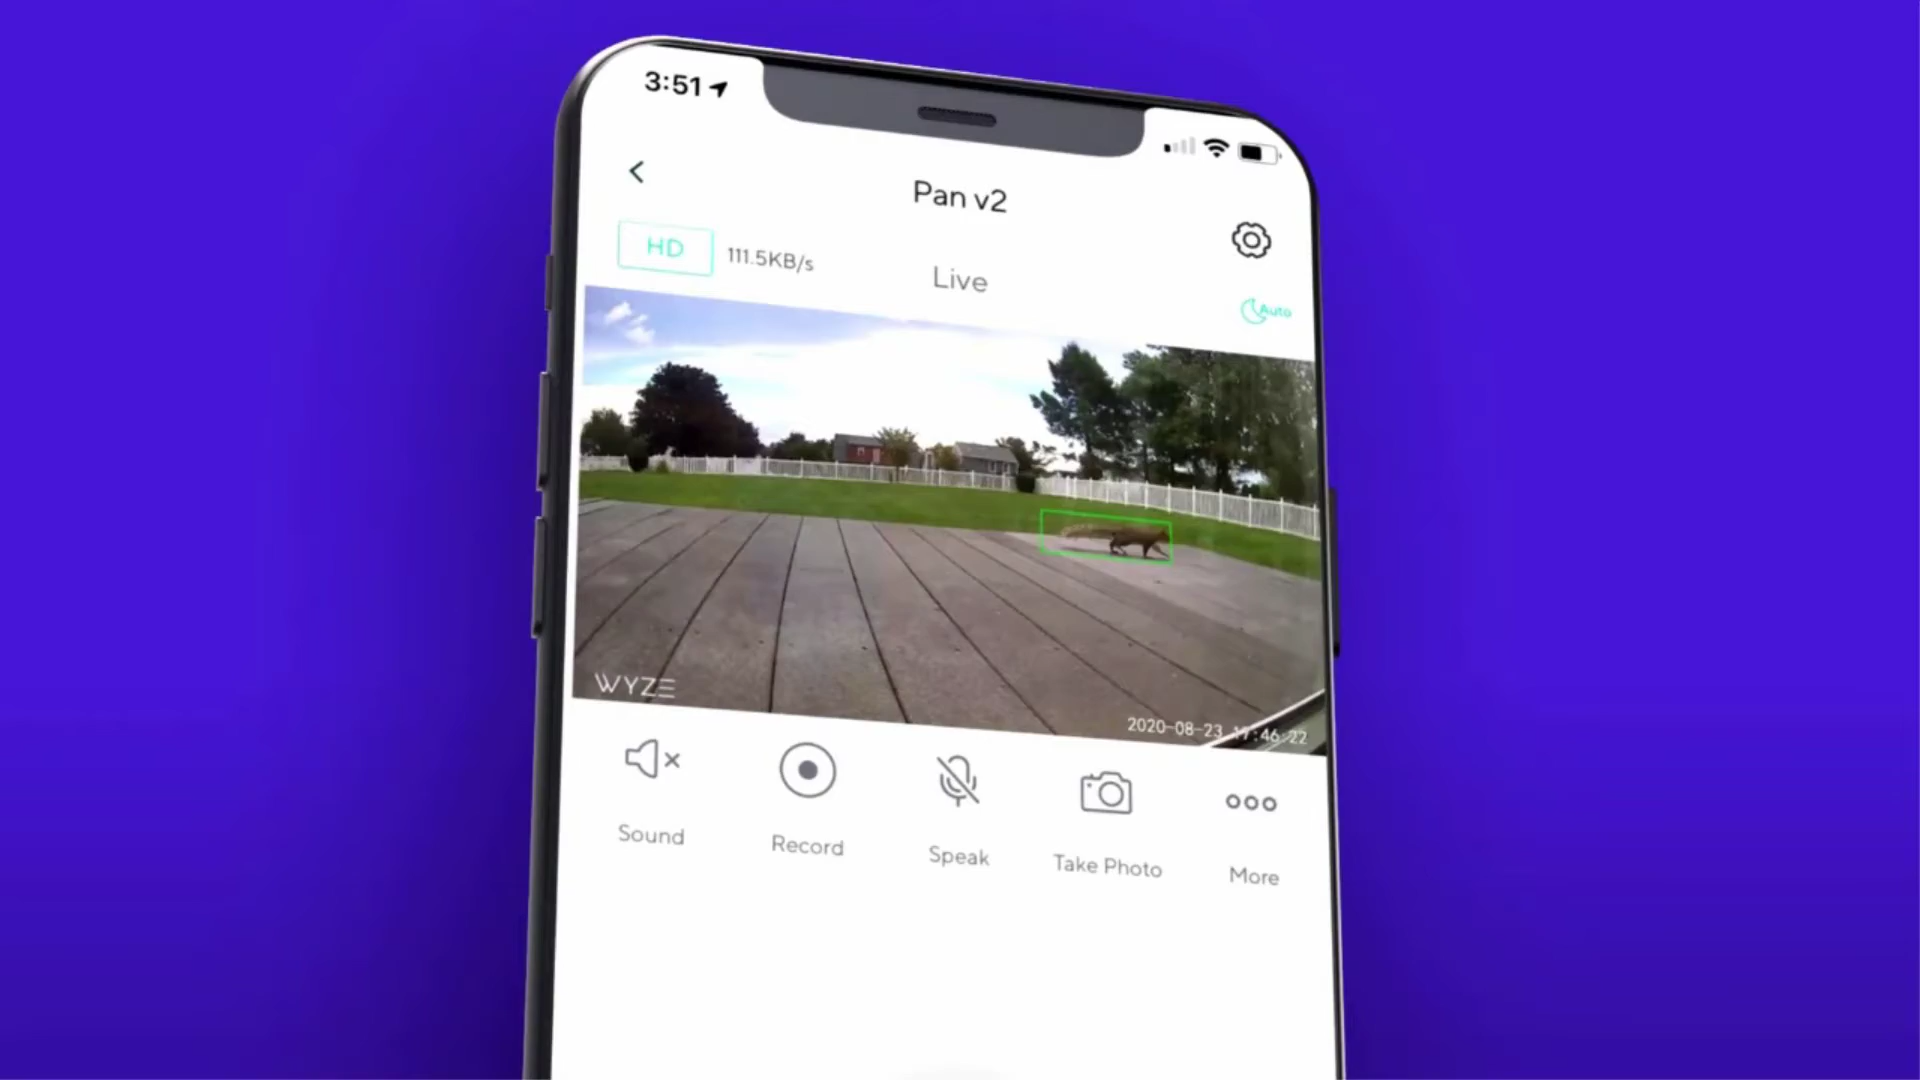 3:51
Pan v2
HD 111.5KB/s
Live
Auto
WYZE
2020-08-23 17:46:22
Sound
Record
Speak
Take Photo
More